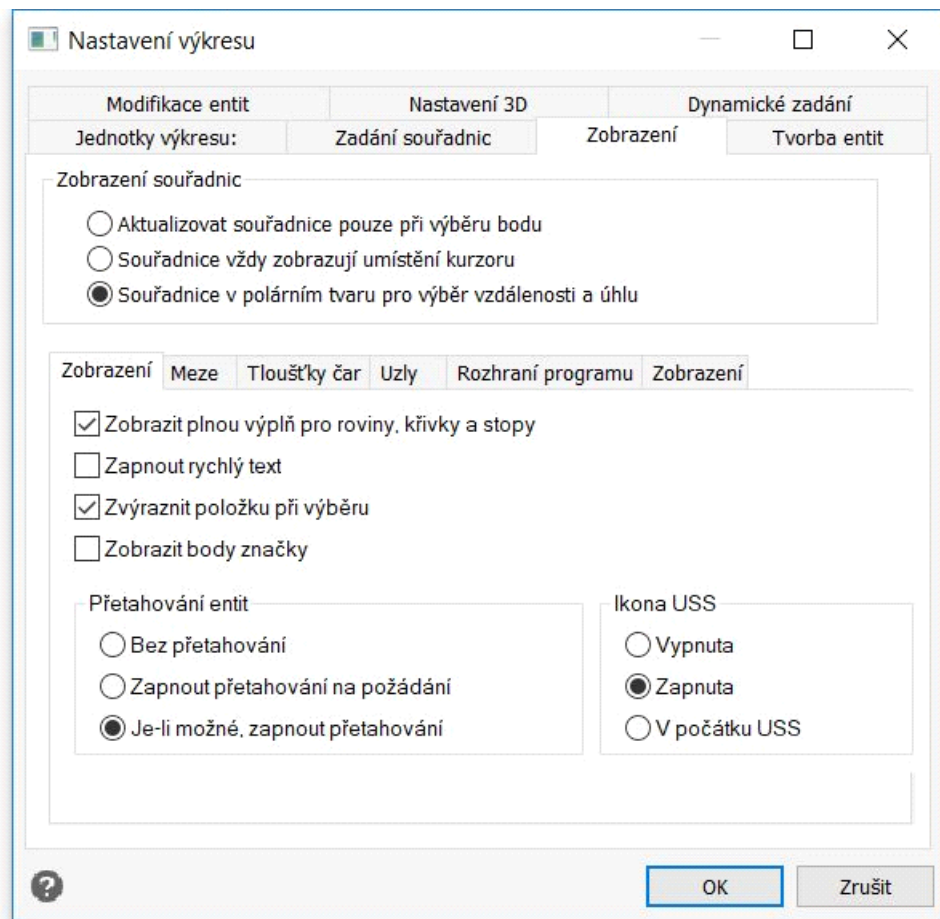 Nastavení výkresu
Modifikace entit Nastavení 3D Dynamické zadání
Jednotky výkresu: Zadání souřadnic Zobrazení Tvorba entit
Zobrazení souřadnic
Aktualizovat souřadnice pouze při výběru bodu
Souřadnice vždy zobrazují umístění kurzoru
Souřadnice v polárním tvaru pro výběr vzdálenosti a úhlu
Zobrazení Meze Tloušťky čar Uzly Rozhraní programu Zobrazení
Zobrazit plnou výplň pro roviny, křivky a stopy
Zapnout rychlý text
Zvýraznit položku při výběru
Zobrazit body značky
Přetahování entit Ikona USS
Bez přetahování Vypnuta
Zapnout přetahování na požádání Zapnuta
Je-li možné, zapnout přetahování V počátku USS
? OK Zrušit